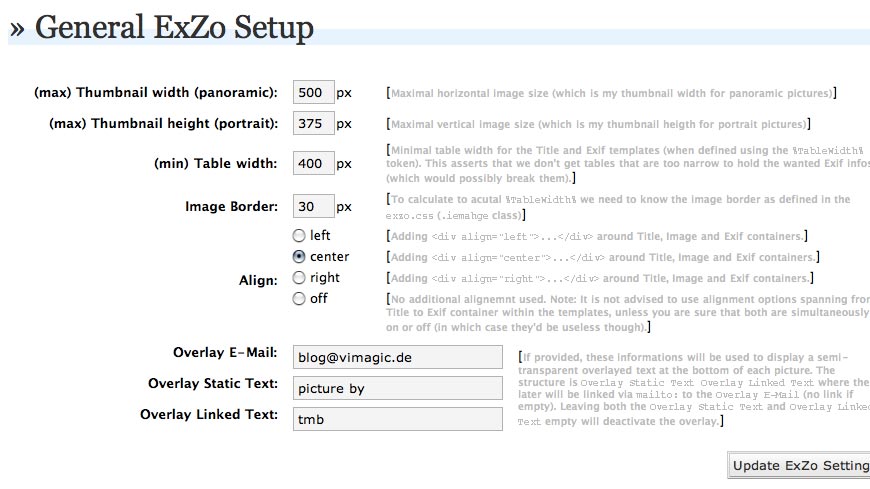 » General ExZo Setup
(max) Thumbnail width (panoramic): 500 px [Maximal horizontal image size (which is my thumbnail width for panoramic pictures)]
(max) Thumbnail height (portrait): 375 px [Maximal vertical image size (which is my thumbnail heigth for portrait pictures)]
(min) Table width: 400 px [Minimal table width for the Title and Exif templates (when defined using the %TableWidth%
token). This asserts that we don't get tables that are too narrow to hold the wanted Exif infos
(which would possibly break them).]
Image Border: 30 px [To calculate to acutal %TableWidth% we need to know the image border as defined in the
exzo.css (.iemahge class)]
Align:
left [Adding <div align="left">...</div> around Title, Image and Exif containers.]
center [Adding <div align="center">...</div> around Title, Image and Exif containers.]
right [Adding <div align="right">...</div> around Title, Image and Exif containers.]
off [No additional alignemnt used. Note: It is not advised to use alignment options spanning from
Title to Exif container within the templates, unless you are sure that both are simultaneously
on or off (in which case they'd be useless though).]
Overlay E-Mail: blog@vimagic.de
Overlay Static Text: picture by
Overlay Linked Text: tmb
[If provided, these informations will be used to display a semi-
transparent overlayed text at the bottom of each picture. The
structure is Overlay Static Text Overlay Linked Text where the
later will be linked via mailto: to the Overlay E-Mail (no link if
empty). Leaving both the Overlay Static Text and Overlay Linked
Text empty will deactivate the overlay.]
Update ExZo Setting